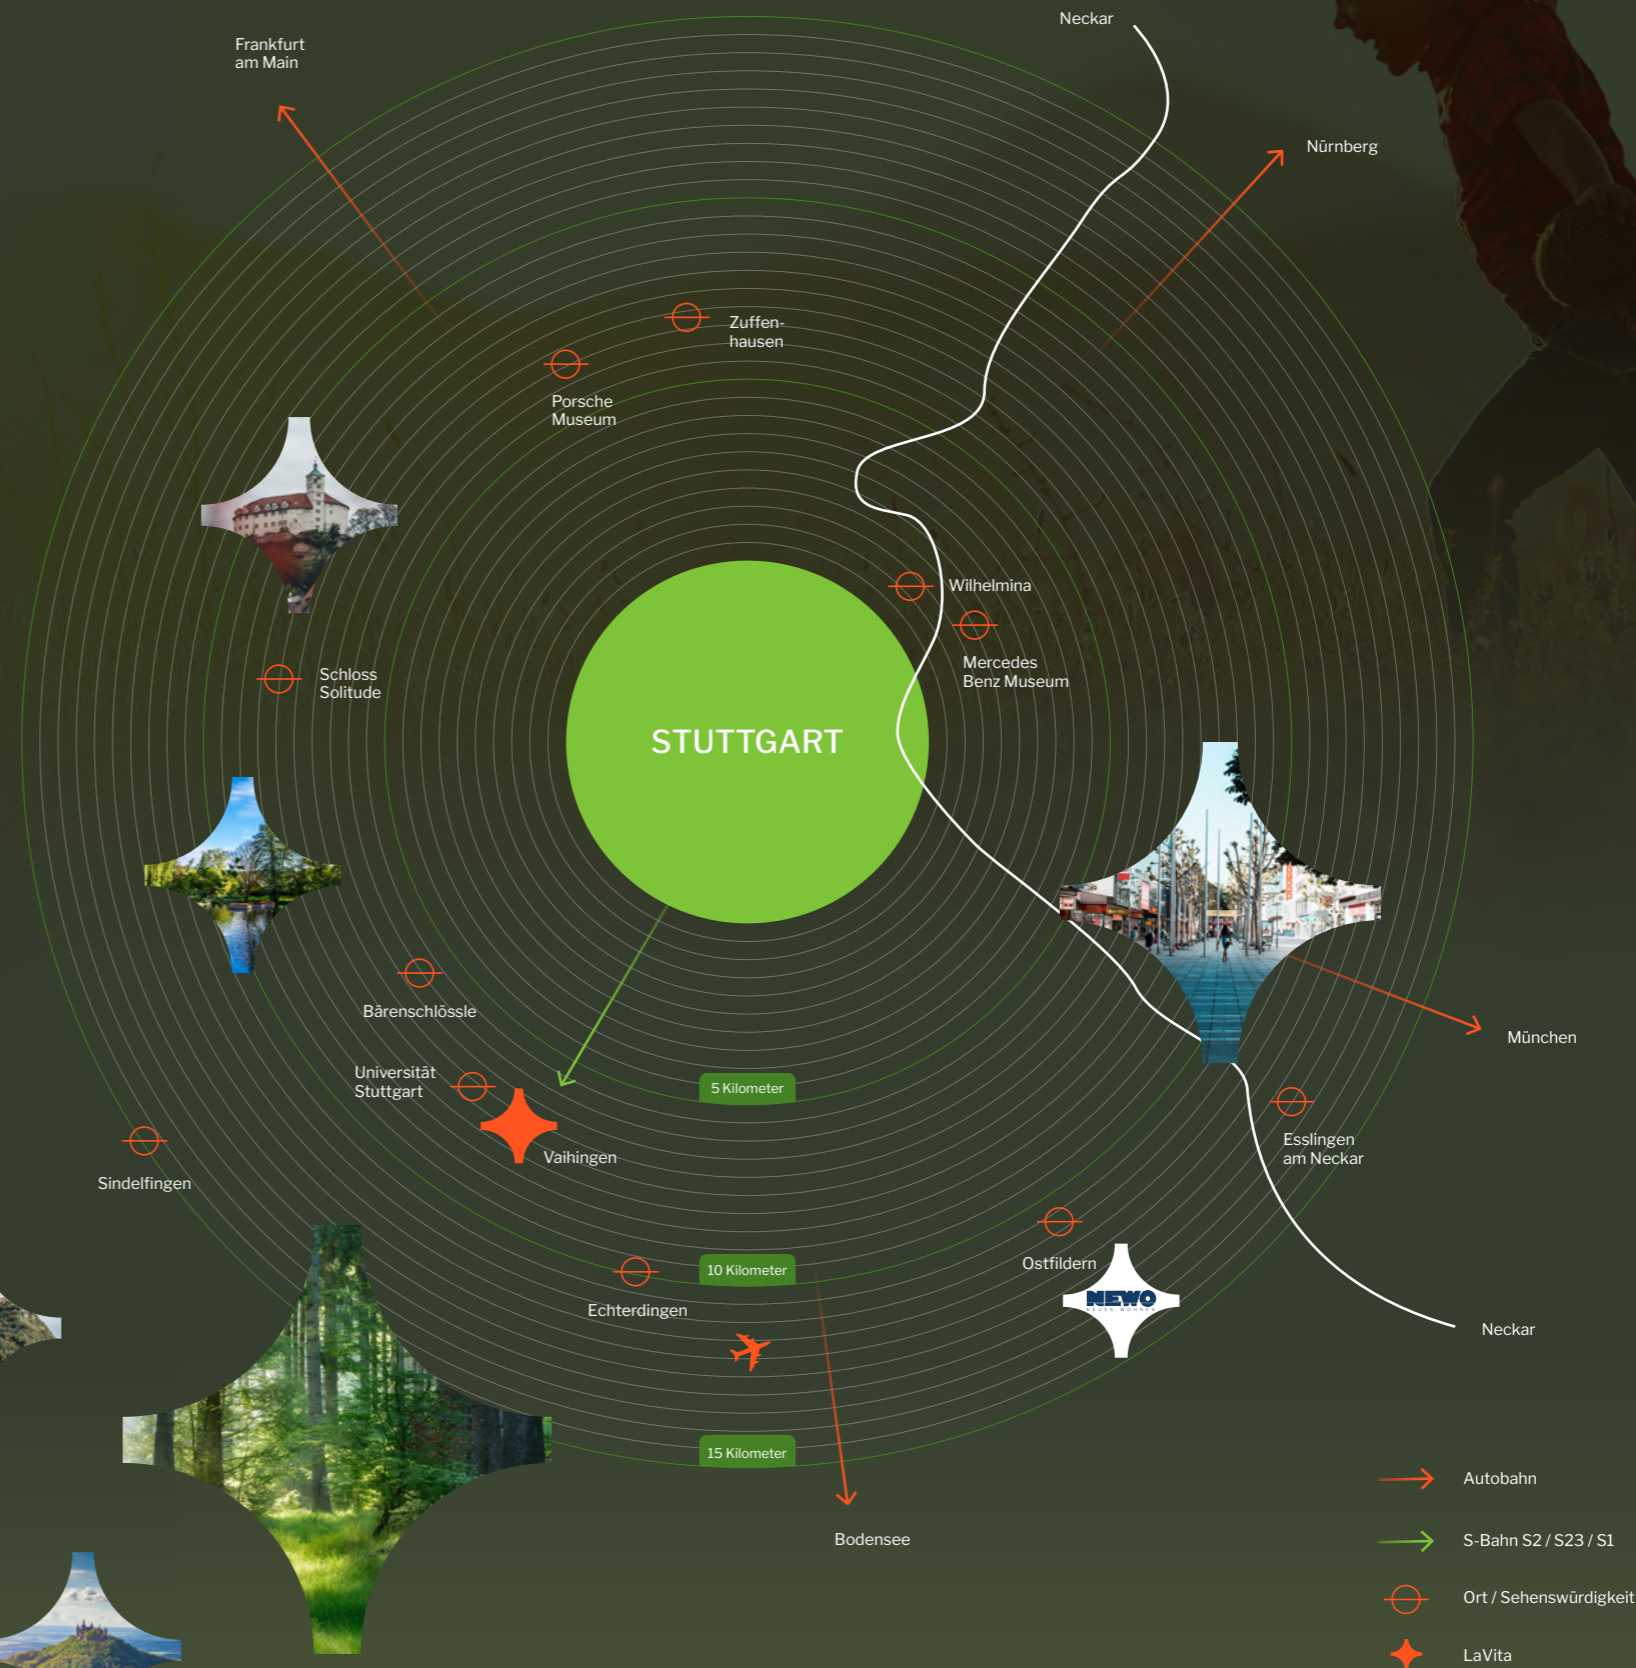 Neckar
Frankfurt
am Main
Nürnberg
Zuffen-
hausen
Porsche
Museum
Wilhelmina
Mercedes
Benz Museum
Schloss
Solitude
STUTTGART
Bärenschlössle
München
Universität
Stuttgart
5 Kilometer
Vaihingen
Esslingen
am Neckar
Sindelfingen
Ostfildern
10 Kilometer
NEWO
NEUES WOHNEN
Echterdingen
Neckar
15 Kilometer
Bodensee
Autobahn
S-Bahn S2 / S23 / S1
Ort / Sehenswürdigkeit
LaVita